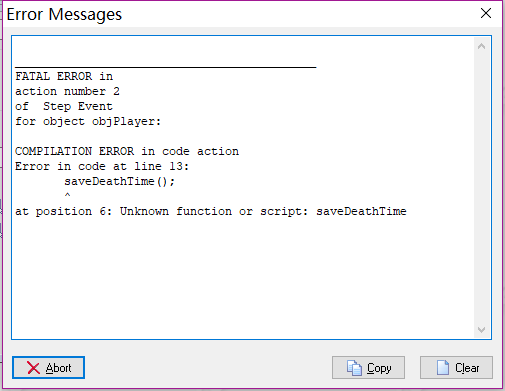 Error Messages
FATAL ERROR in
action number 2
of  Step Event
for object objPlayer:
COMPILATION ERROR in code action
Error in code at line 13:
       saveDeathTime();
       ^
at position 6: Unknown function or script: saveDeathTime
Abort
Copy
Clear